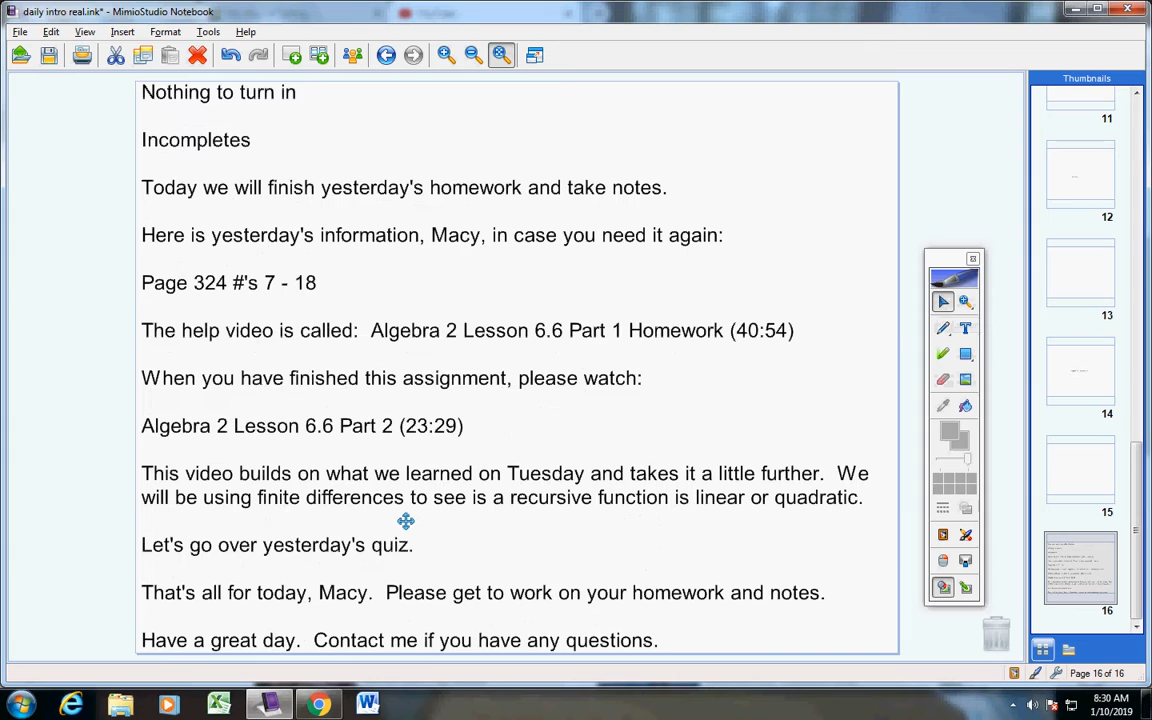 daily intro real.ink* - MimioStudio Notebook
File Edit View Insert Format Tools Help
Nothing to turn in
Incompletes
Today we will finish yesterday's homework and take notes.
Here is yesterday's information, Macy, in case you need it again:
Page 324 #'s 7 - 18
The help video is called:  Algebra 2 Lesson 6.6 Part 1 Homework (40:54)
When you have finished this assignment, please watch:
Algebra 2 Lesson 6.6 Part 2 (23:29)
This video builds on what we learned on Tuesday and takes it a little further.  We
will be using finite differences to see is a recursive function is linear or quadratic.
Let's go over yesterday's quiz.
That's all for today, Macy.  Please get to work on your homework and notes.
Have a great day.  Contact me if you have any questions.
Thumbnails
11
12
13
14
15
16
Page 16 of 16
8:30 AM
1/10/2019